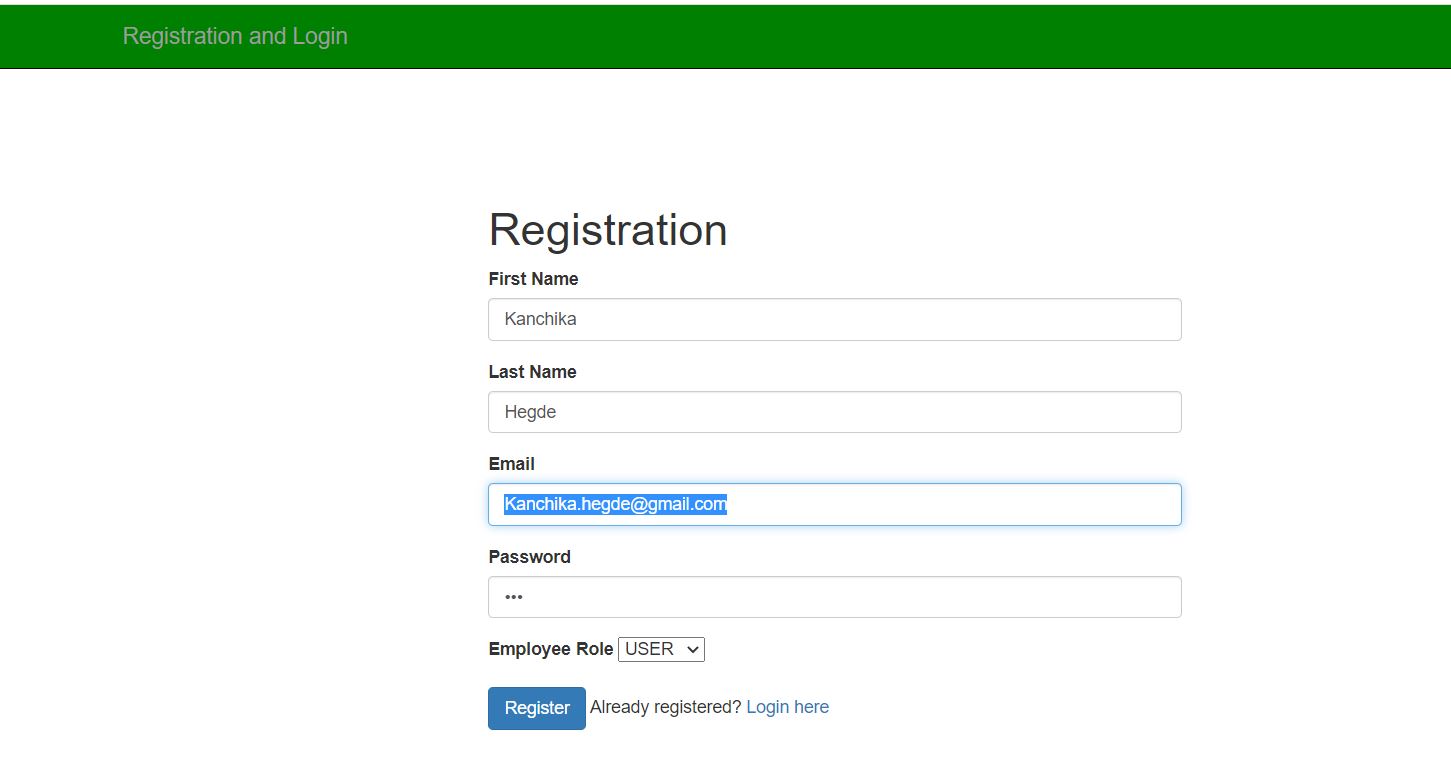 Registration and Login
Registration
First Name
Kanchika
Last Name
Hegde
Email
Kanchika.hegde@gmail.com
Password
•••
Employee Role USER
Register Already registered? Login here